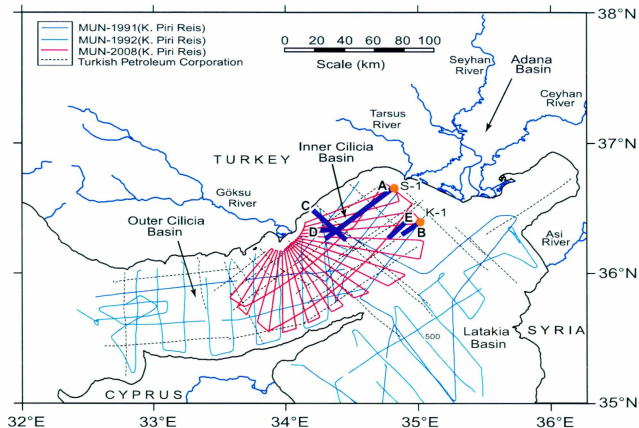 MUN-1991(K. Piri Reis)
MUN-1992(K. Piri Reis)
MUN-2008(K. Piri Reis)
Turkish Petroleum Corporation
0 20 40 60 80 100
Scale (km)
38°N
Seyhan
River
Adana
Basin
Ceyhan
River
Tarsus
River
37°N
Inner Cilicia
Basin
TURKEY
Göksu
River
A
S-1
C
K-1
E
D
B
Outer Cilicia
Basin
Asi
River
36°N
500
Latakia
Basin
SYRIA
CYPRUS
35°N
32°E
33°E
34°E
35°E
36°E